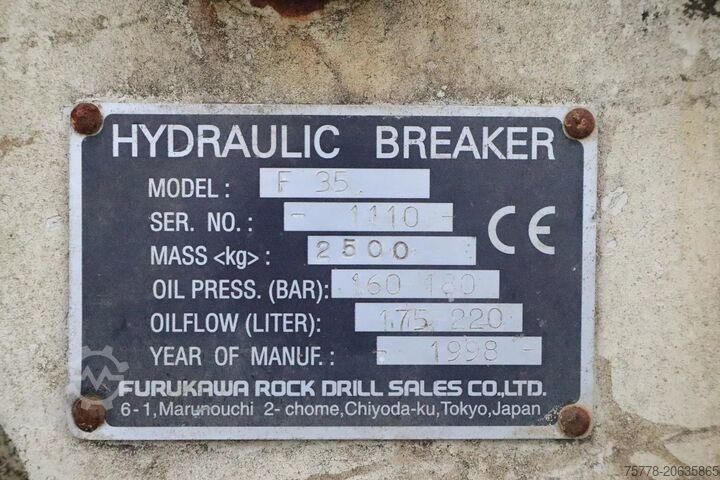 HYDRAULIC BREAKER
MODEL : F 35.
SER. NO. : - 1110 -
MASS <kg> : 2500
OIL PRESS. (BAR): 160 180
OILFLOW (LITER): 175 220
YEAR OF MANUF. : - 1998 -
CE
FURUKAWA ROCK DRILL SALES CO.,LTD.
6-1,Marunouchi 2-chome,Chiyoda-ku,Tokyo,Japan
75778-20635865